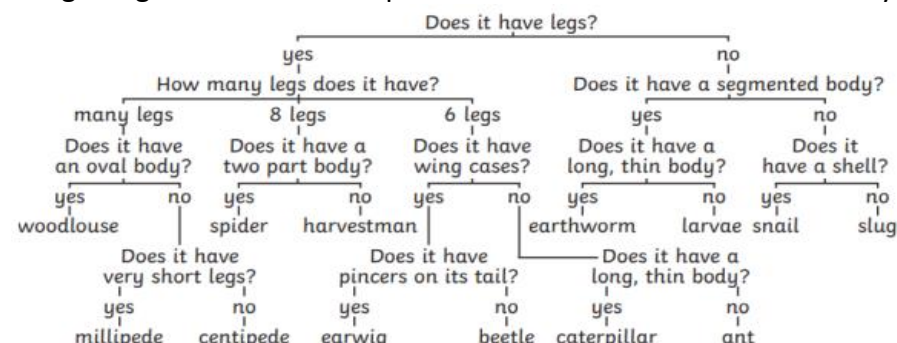 Does it have legs?
yes no
How many legs does it have? Does it have a segmented body?
many legs 8 legs 6 legs yes no
Does it have Does it have a Does it have Does it have a Does it
an oval body? two part body? wing cases? long, thin body? have a shell?
yes no yes no yes no yes no yes no
woodlouse spider harvestman earthworm larvae snail slug
Does it have Does it have Does it have a
very short legs? pincers on its tail? long, thin body?
yes no yes no yes no
millipede centipede earwig beetle caterpillar ant